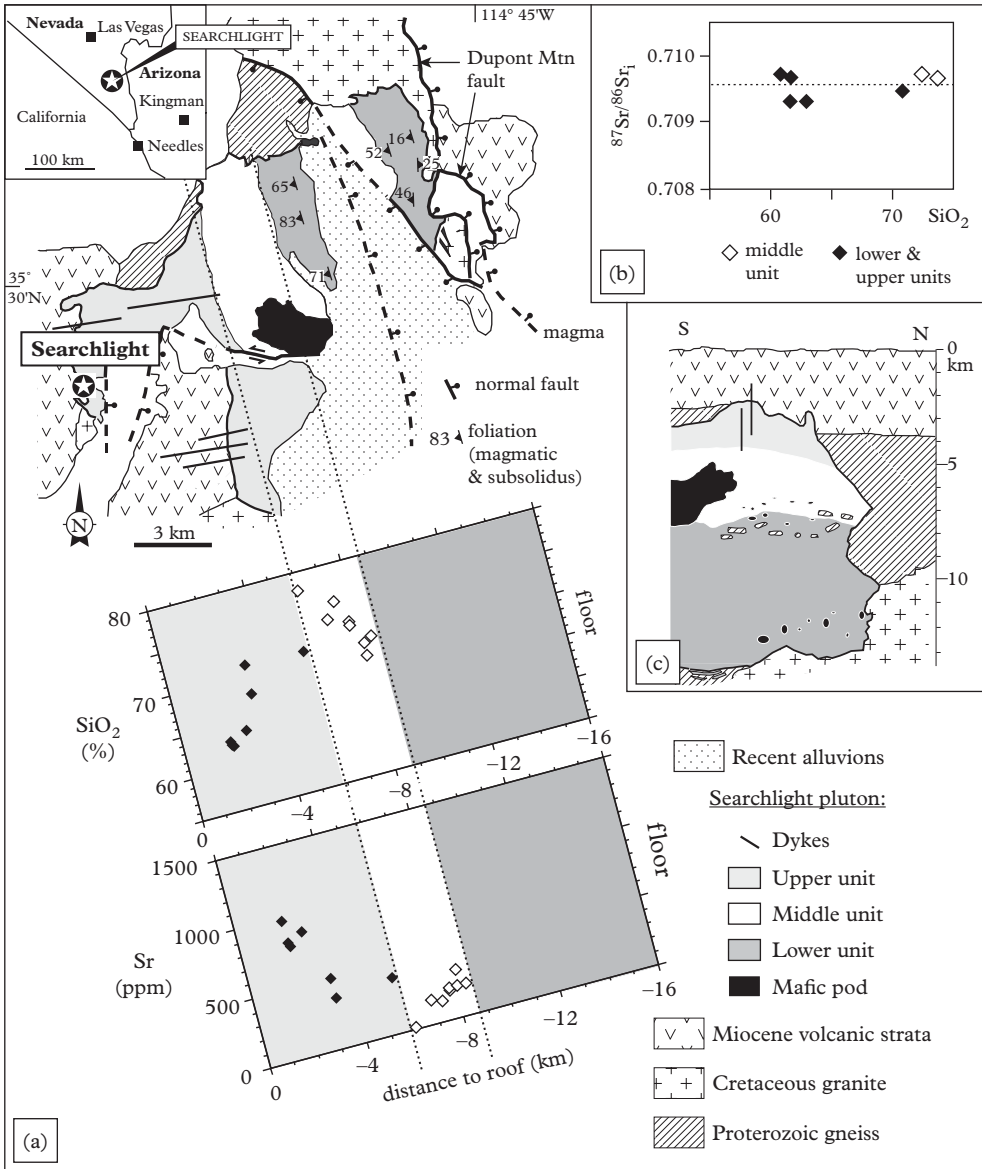 Nevada
Las Vegas
SEARCHLIGHT
Arizona
Kingman
California
Needles
100 km
114° 45'W
Dupont Mtn
fault
16
52
25
46
65
83
71
35°
30'N
Searchlight
magma
normal fault
83 foliation
(magmatic
& subsolidus)
N
3 km
80
70
60
SiO2
(%)
0
–4
–8
–12
–16
floor
1500
1000
500
0
Sr
(ppm)
0
–4
–8
–12
–16
floor
distance to roof (km)
(a)
0.710
0.709
0.708
87Sr/86Sri
60
70
SiO2
middle
unit
lower &
upper units
(b)
S
N
0
km
–5
–10
(c)
Recent alluvions
Searchlight pluton:
Dykes
Upper unit
Middle unit
Lower unit
Mafic pod
Miocene volcanic strata
Cretaceous granite
Proterozoic gneiss